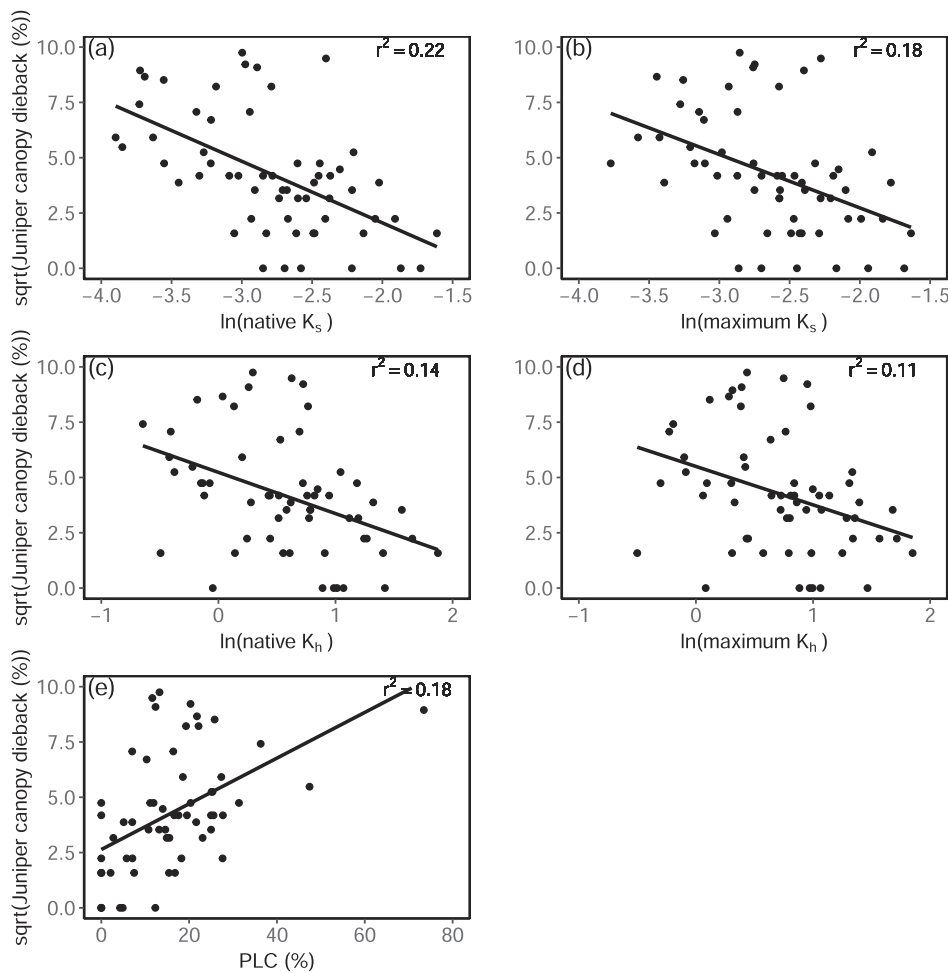 (a)
r² = 0.22
sqrt(Juniper canopy dieback (%))
10.0
7.5
5.0
2.5
0.0
−4.0 −3.5 −3.0 −2.5 −2.0 −1.5
ln(native Ks )
(b)
r² = 0.18
10.0
7.5
5.0
2.5
0.0
−4.0 −3.5 −3.0 −2.5 −2.0 −1.5
ln(maximum Ks )
(c)
r² = 0.14
sqrt(Juniper canopy dieback (%))
10.0
7.5
5.0
2.5
0.0
−1 0 1 2
ln(native Kh )
(d)
r² = 0.11
10.0
7.5
5.0
2.5
0.0
−1 0 1 2
ln(maximum Kh )
(e)
r² = 0.18
sqrt(Juniper canopy dieback (%))
10.0
7.5
5.0
2.5
0.0
0 20 40 60 80
PLC (%)